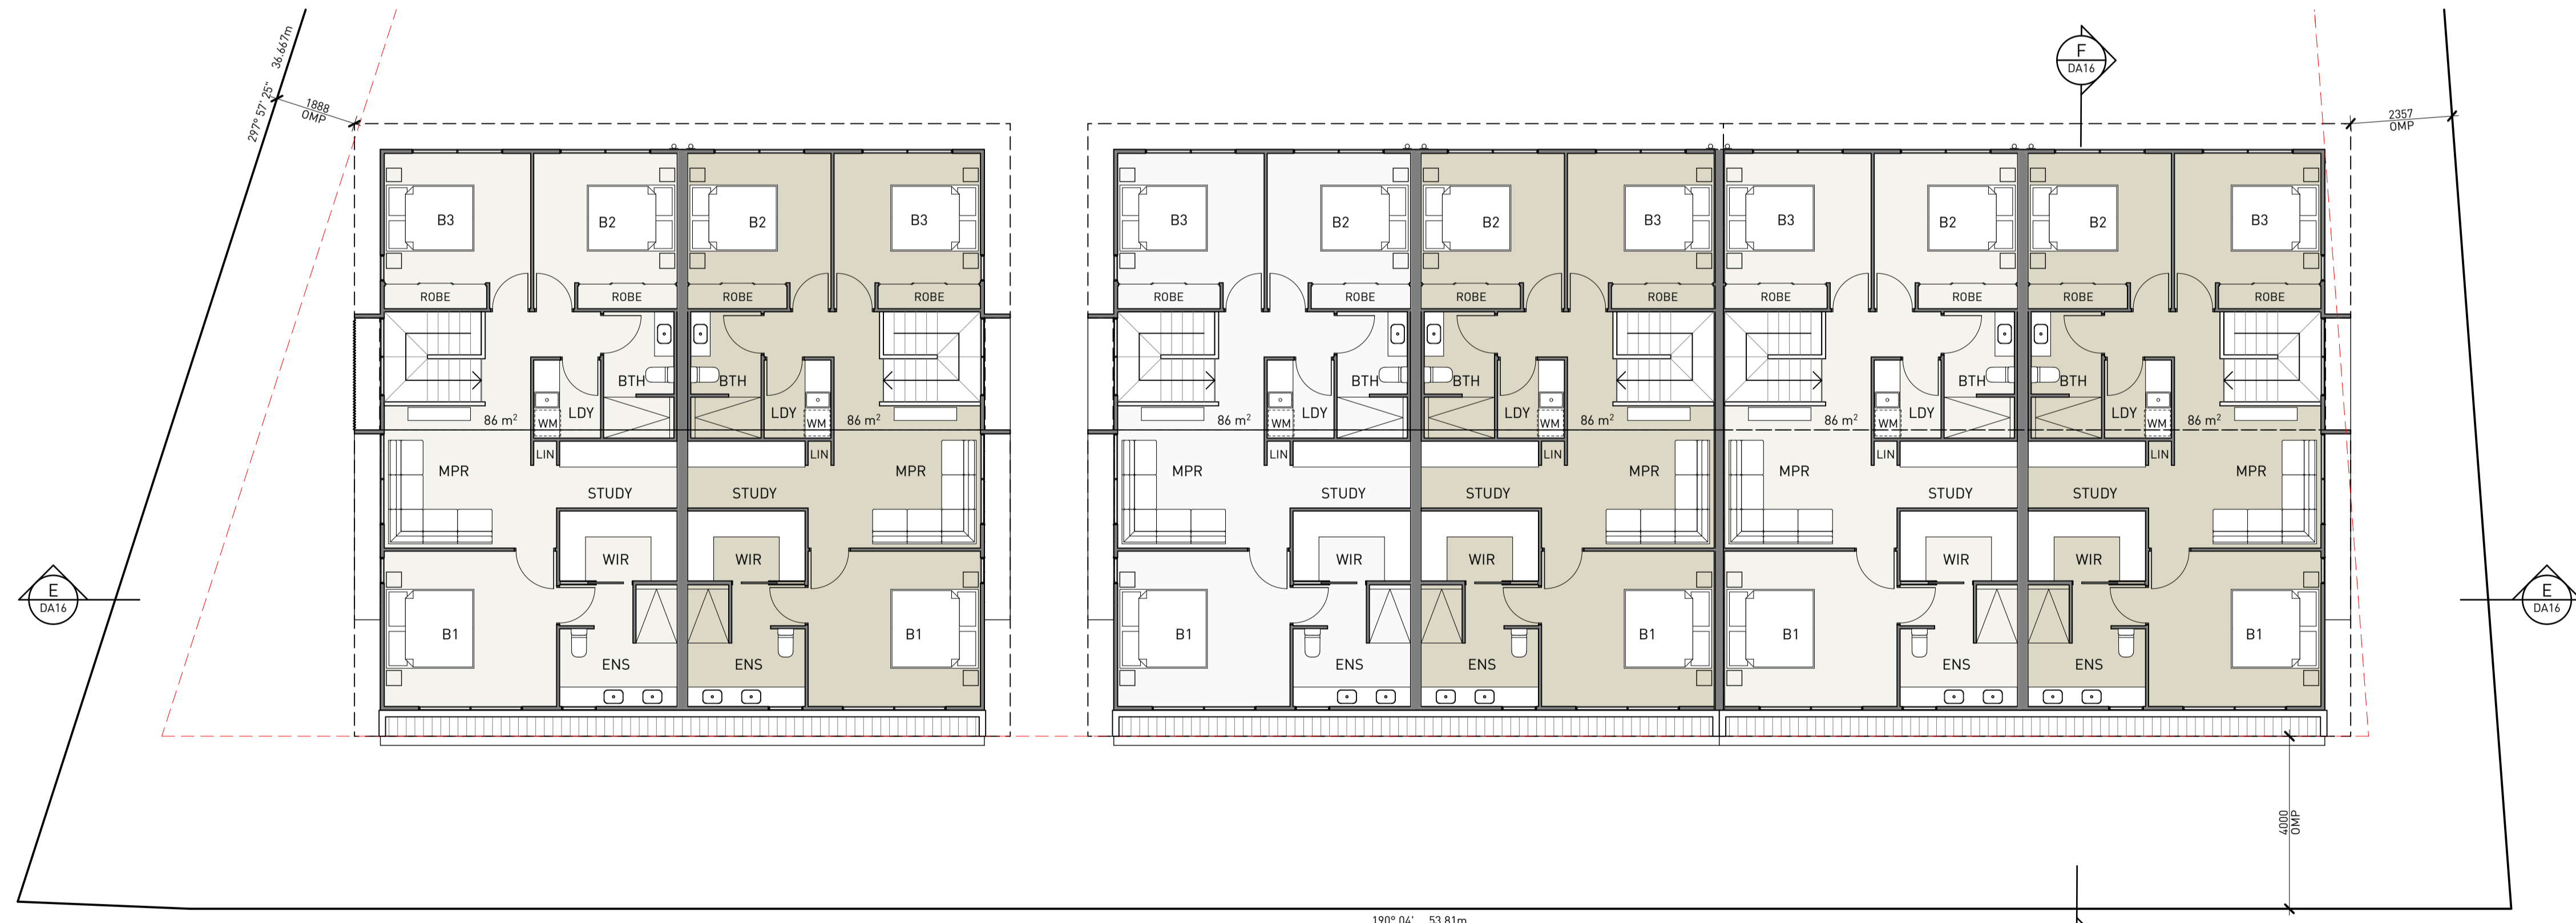 297° 57' 25" 36.667m
1888
OMP
F
DA16
2357
OMP
B3
B2
B2
B3
B3
B2
B2
B3
B3
B2
B2
B3
ROBE
ROBE
ROBE
ROBE
ROBE
ROBE
ROBE
ROBE
ROBE
ROBE
ROBE
ROBE
BTH
BTH
BTH
BTH
BTH
BTH
86 m²
WM
LDY
LDY
WM
86 m²
86 m²
WM
LDY
LDY
WM
86 m²
86 m²
WM
LDY
LDY
WM
86 m²
LIN
LIN
LIN
LIN
LIN
LIN
MPR
MPR
MPR
MPR
MPR
MPR
STUDY
STUDY
STUDY
STUDY
STUDY
STUDY
WIR
WIR
WIR
WIR
WIR
WIR
E
DA16
E
DA16
B1
B1
B1
B1
B1
B1
ENS
ENS
ENS
ENS
ENS
ENS
4000
OMP
190° 04' 53.81m